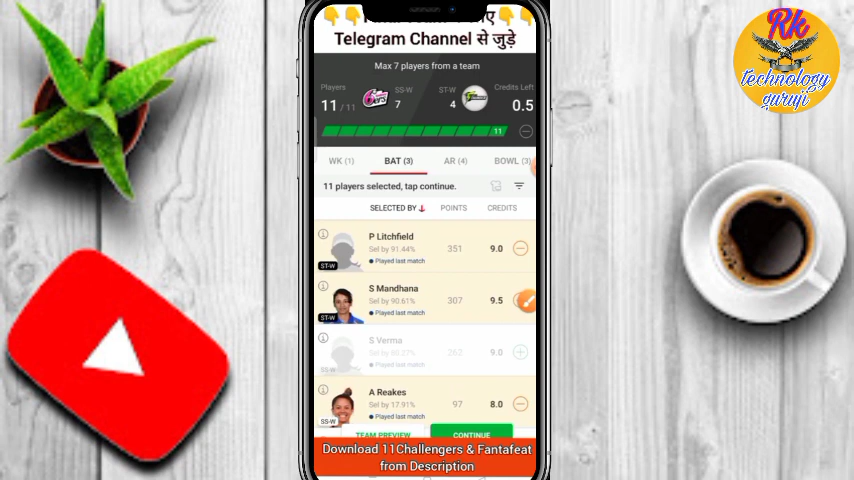 Telegram Channel से जुड़े
Max 7 players from a team
Players
SS-W
ST-W
Credits Left
11 / 11
7
4
0.5
11
WK (1)
BAT (3)
AR (4)
BOWL (3)
11 players selected, tap continue.
SELECTED BY
POINTS
CREDITS
P Litchfield
Sel by 91.44%
Played last match
351
9.0
ST-W
S Mandhana
Sel by 90.61%
Played last match
307
9.5
ST-W
S Verma
Played last match
262
9.0
SS-W
A Reakes
Sel by 17.91%
Played last match
97
8.0
SS-W
TEAM PREVIEW
CONTINUE
Download 11Challengers & Fantafeat
from Description
Rk
technology
guruji